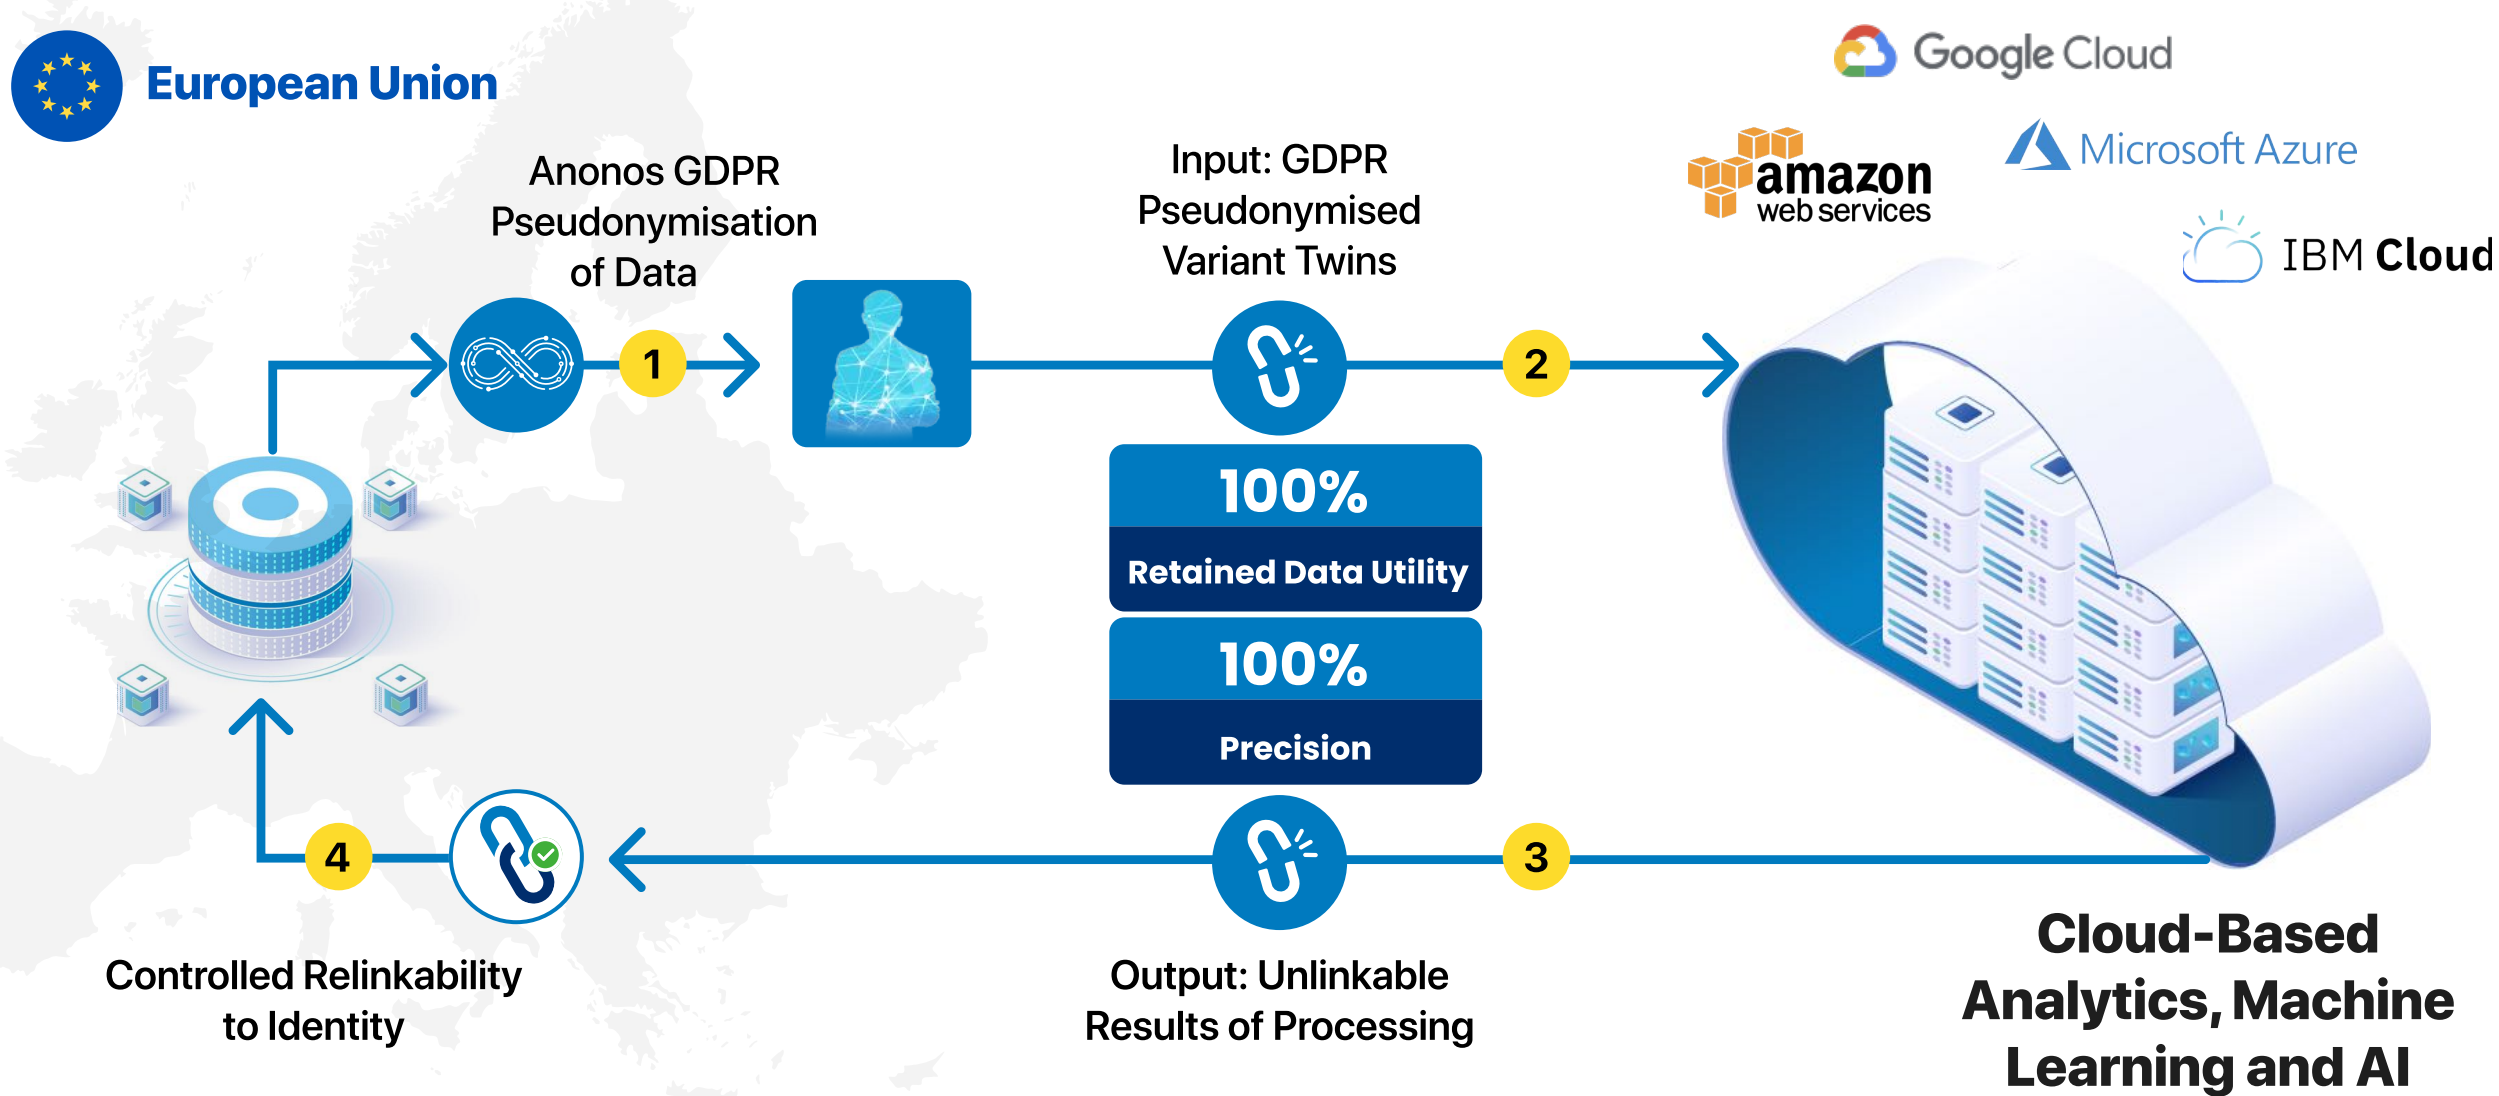 European Union
Anonos GDPR
Pseudonymisation
of Data
1
Input: GDPR
Pseudonymised
Variant Twins
2
Google Cloud
Microsoft Azure
amazon
web services
IBM Cloud
100%
Retained Data Utility
100%
Precision
3
Output: Unlinkable
Results of Processing
4
Controlled Relinkability
to Identity
Cloud-Based
Analytics, Machine
Learning and AI